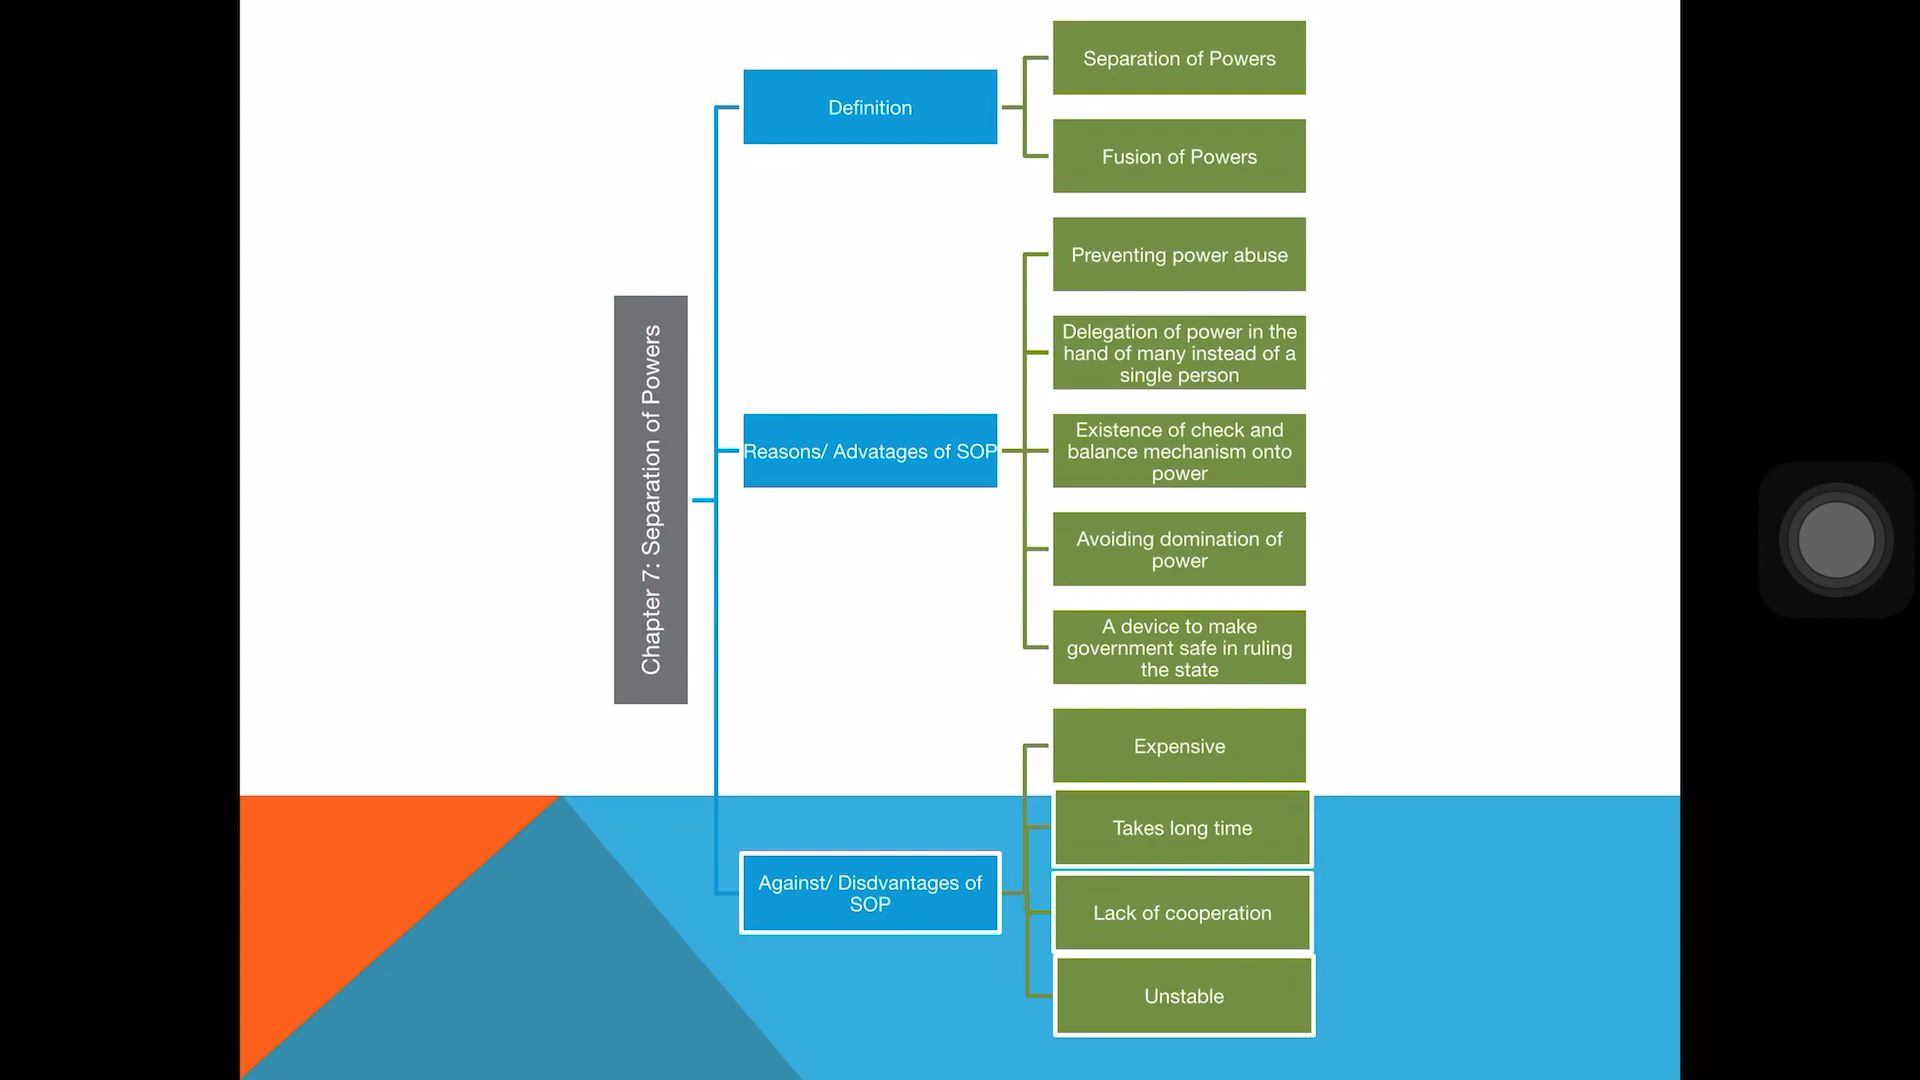 Chapter 7: Separation of Powers
Definition
Separation of Powers
Fusion of Powers
Reasons/ Advatages of SOP
Preventing power abuse
Delegation of power in the
hand of many instead of a
single person
Existence of check and
balance mechanism onto
power
Avoiding domination of
power
A device to make
government safe in ruling
the state
Against/ Disdvantages of
SOP
Expensive
Takes long time
Lack of cooperation
Unstable